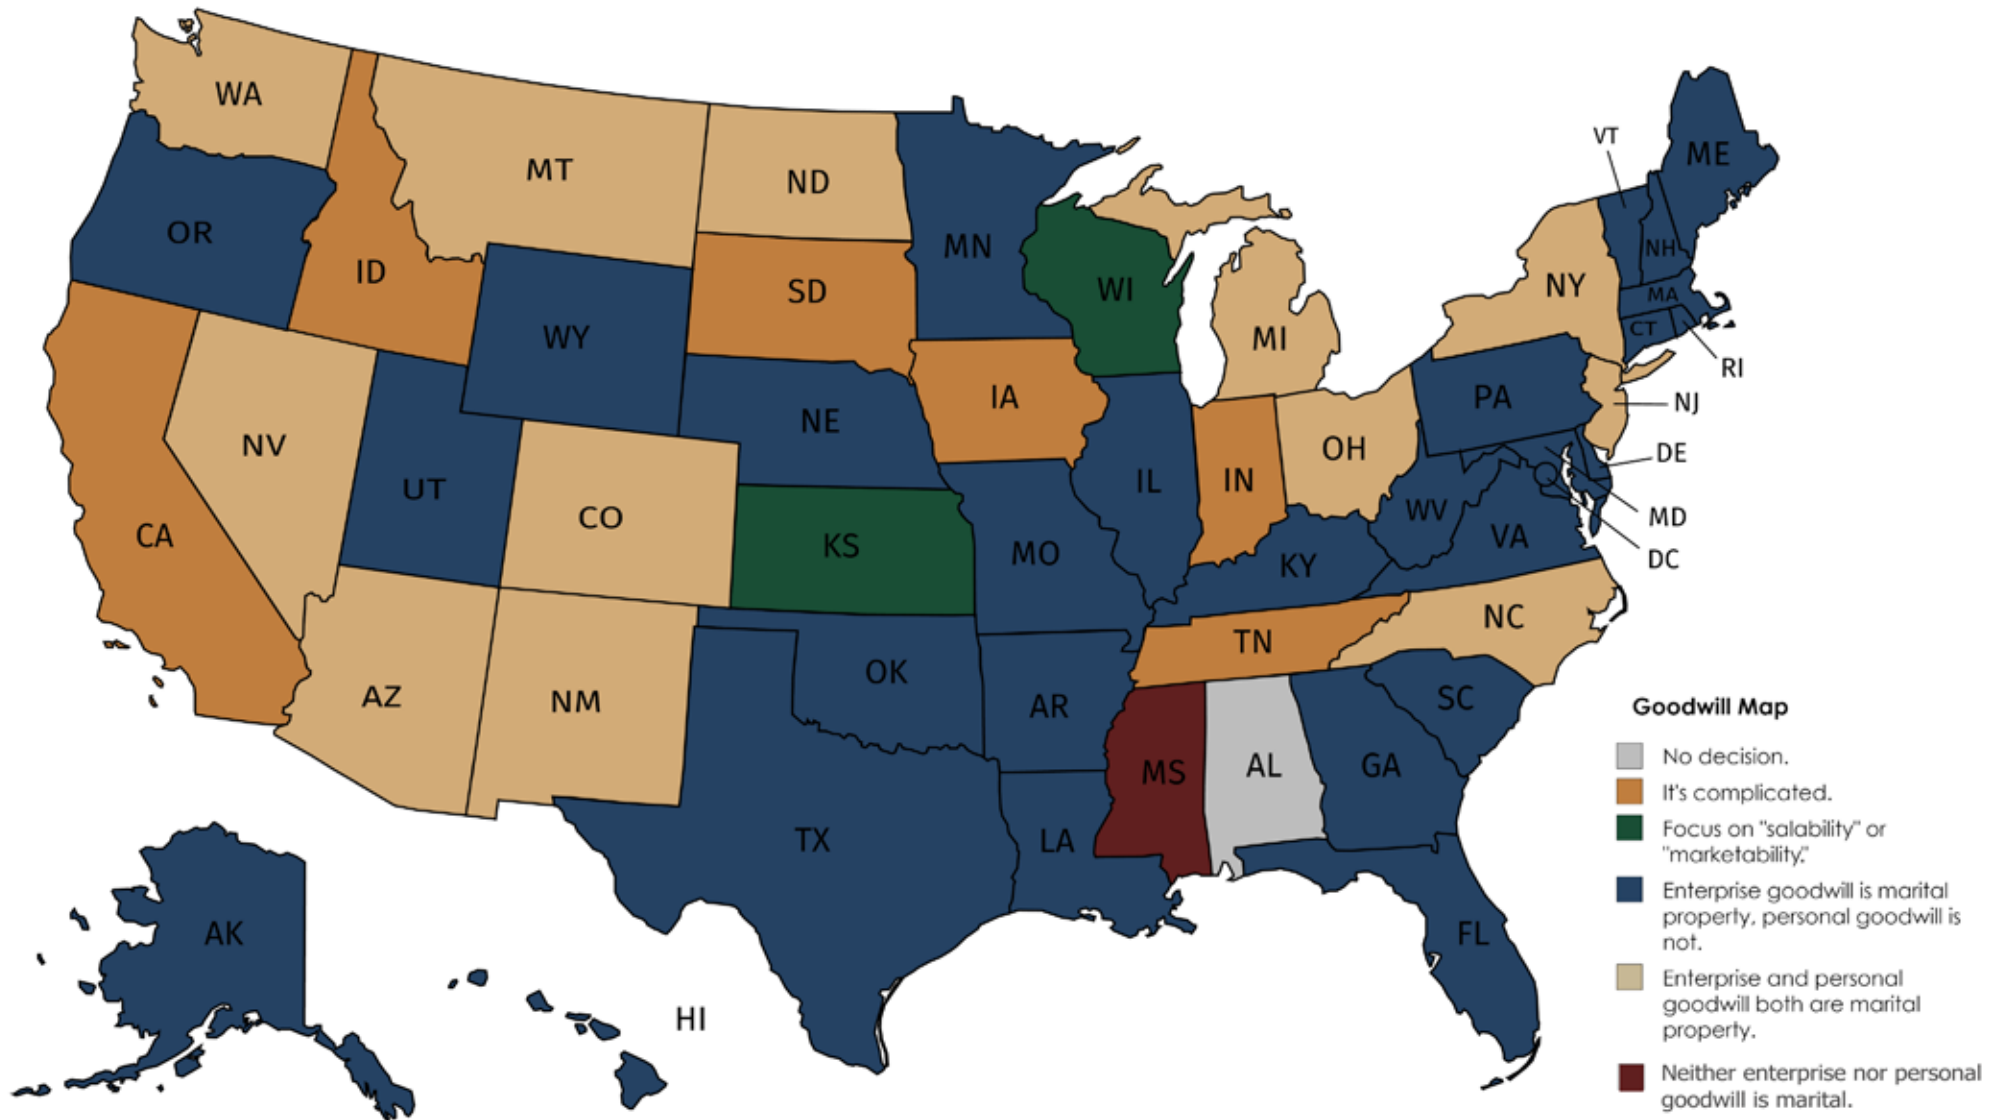 WA
MT
ND
MN
VT
ME
OR
ID
SD
WI
MI
NY
NH
MA
CT
RI
WY
IA
NE
PA
NJ
NV
UT
CO
IL
IN
OH
DE
WV
MD
VA
DC
CA
KS
MO
KY
NC
TN
AZ
NM
OK
AR
SC
MS
AL
GA
TX
LA
FL
AK
HI
Goodwill Map
No decision.
It's complicated.
Focus on "salability" or
"marketability."
Enterprise goodwill is marital
property, personal goodwill is
not.
Enterprise and personal
goodwill both are marital
property.
Neither enterprise nor personal
goodwill is marital.